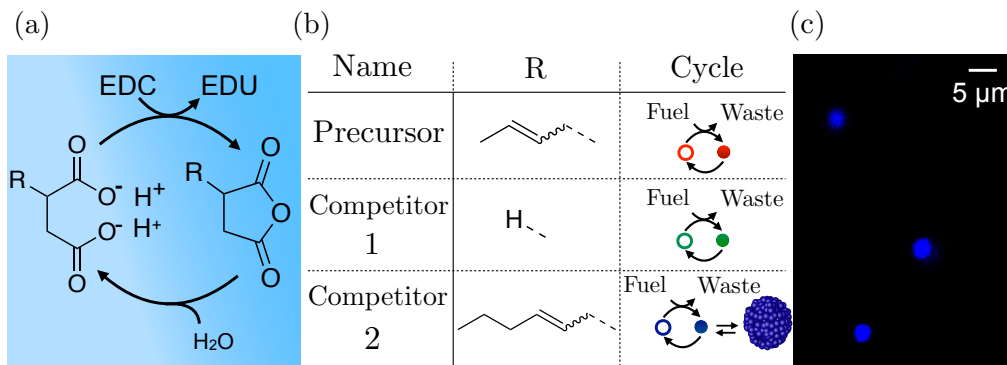 (a)
EDC
EDU
R
O
O⁻ H⁺
O⁻ H⁺
O
R
O
O
O
H₂O
(b)
Name R Cycle
Precursor
Fuel Waste
Competitor
1
H
Fuel Waste
Competitor
2
Fuel Waste
(c)
5 µm